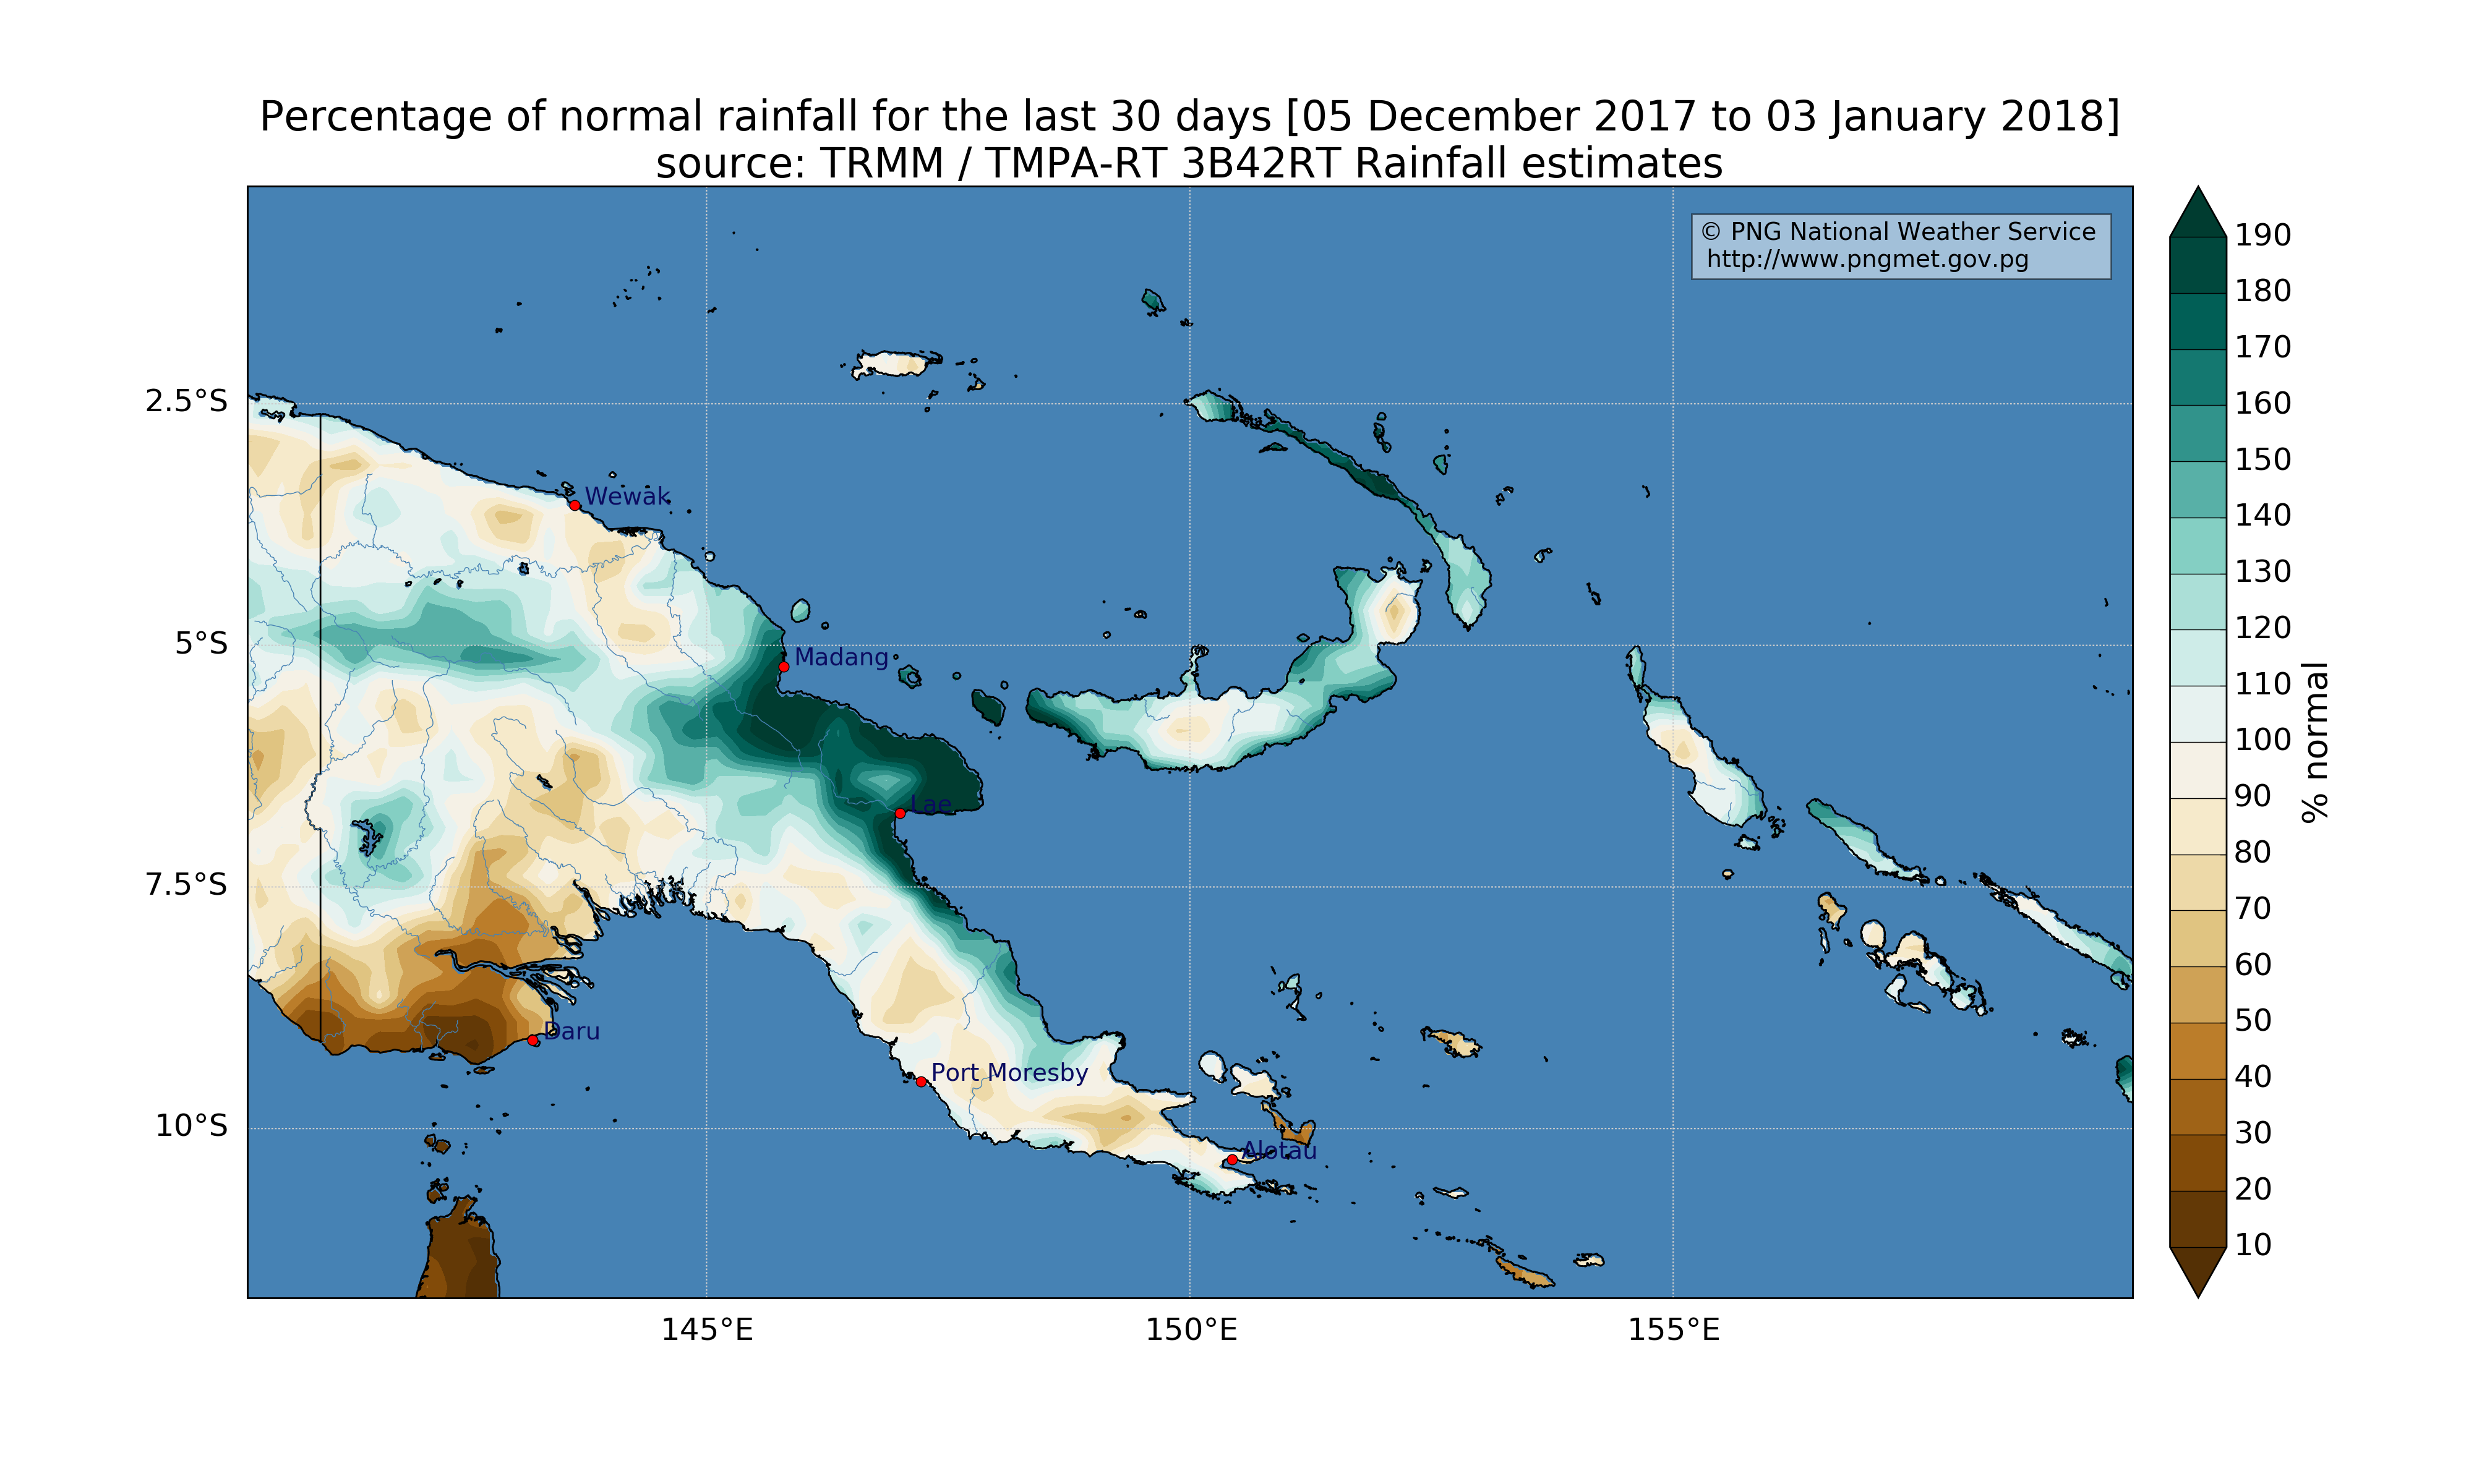 Percentage of normal rainfall for the last 30 days [05 December 2017 to 03 January 2018]
source: TRMM / TMPA-RT 3B42RT Rainfall estimates
© PNG National Weather Service
http://www.pngmet.gov.pg
190
180
170
160
150
140
130
120
110
100
90
80
70
60
50
40
30
20
10
% normal
2.5°S
5°S
7.5°S
10°S
Wewak
Madang
Lae
Daru
Port Moresby
Alotau
145°E
150°E
155°E